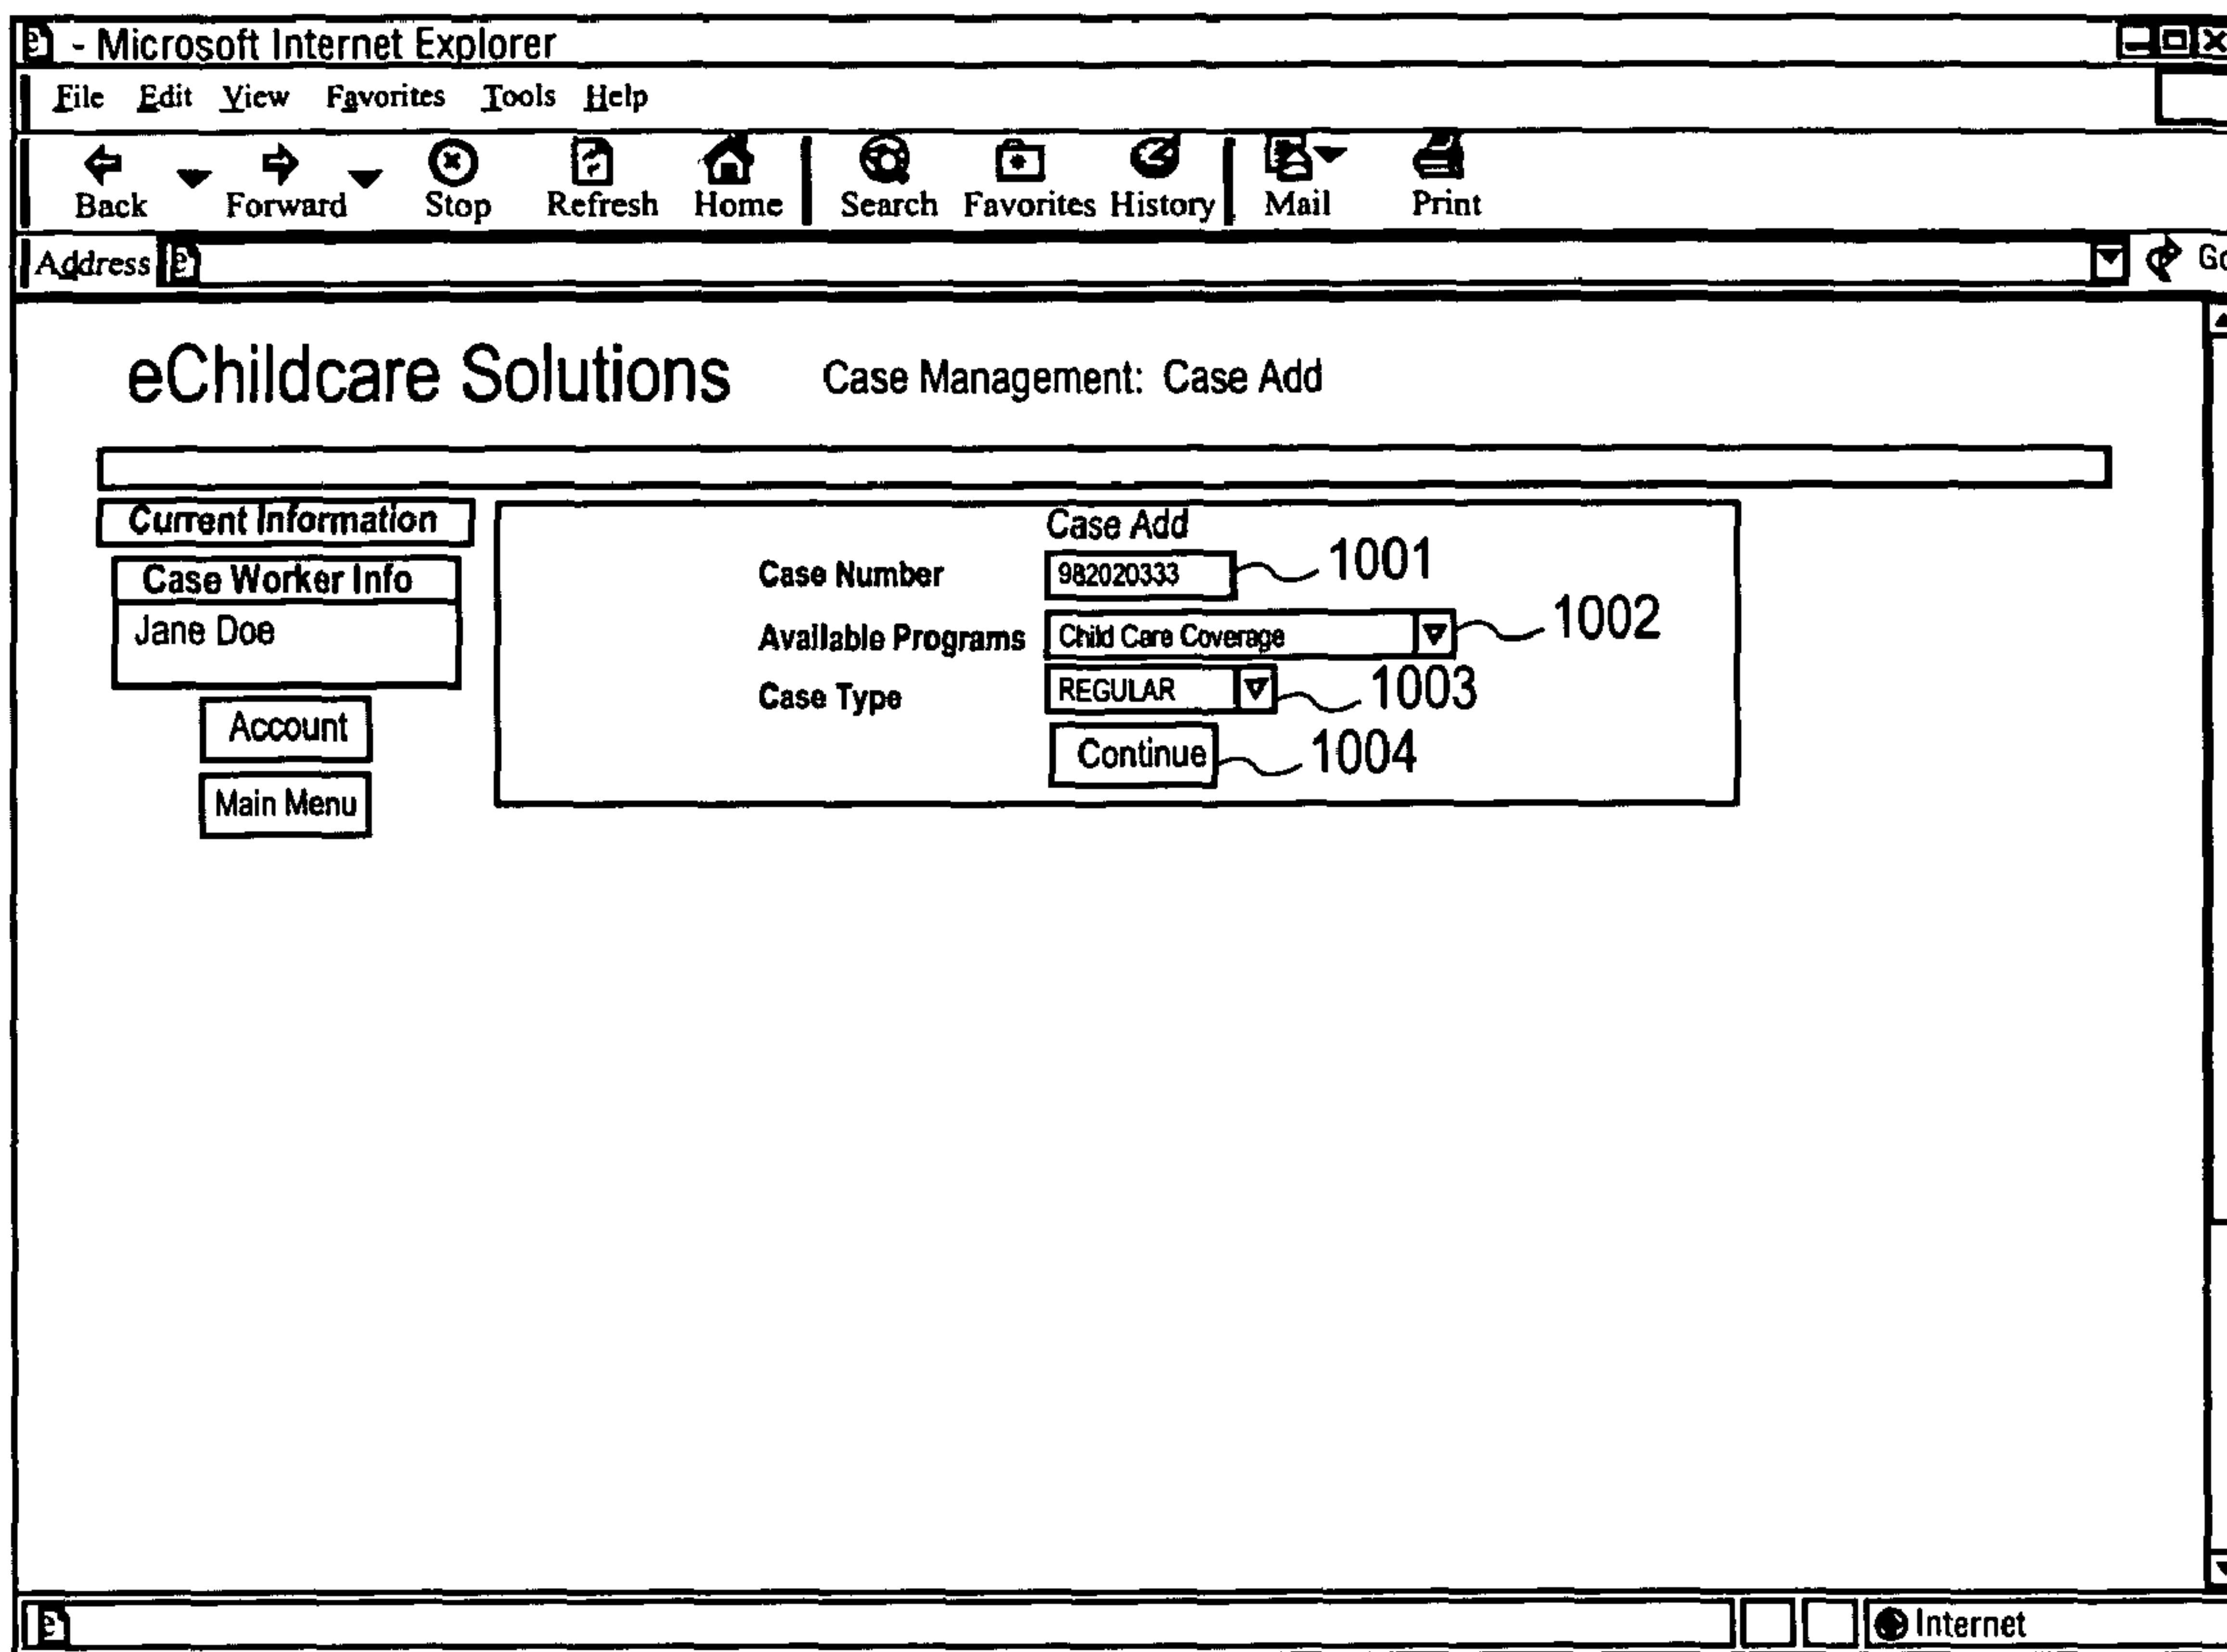 - Microsoft Internet Explorer
File Edit View Favorites Tools Help
Back Forward Stop Refresh Home Search Favorites History Mail Print
Address Go
eChildcare Solutions Case Management: Case Add
Current Information
Case Worker Info
Jane Doe
Account
Main Menu
Case Add
Case Number 982020333 1001
Available Programs Child Care Coverage 1002
Case Type REGULAR 1003
Continue 1004
Internet